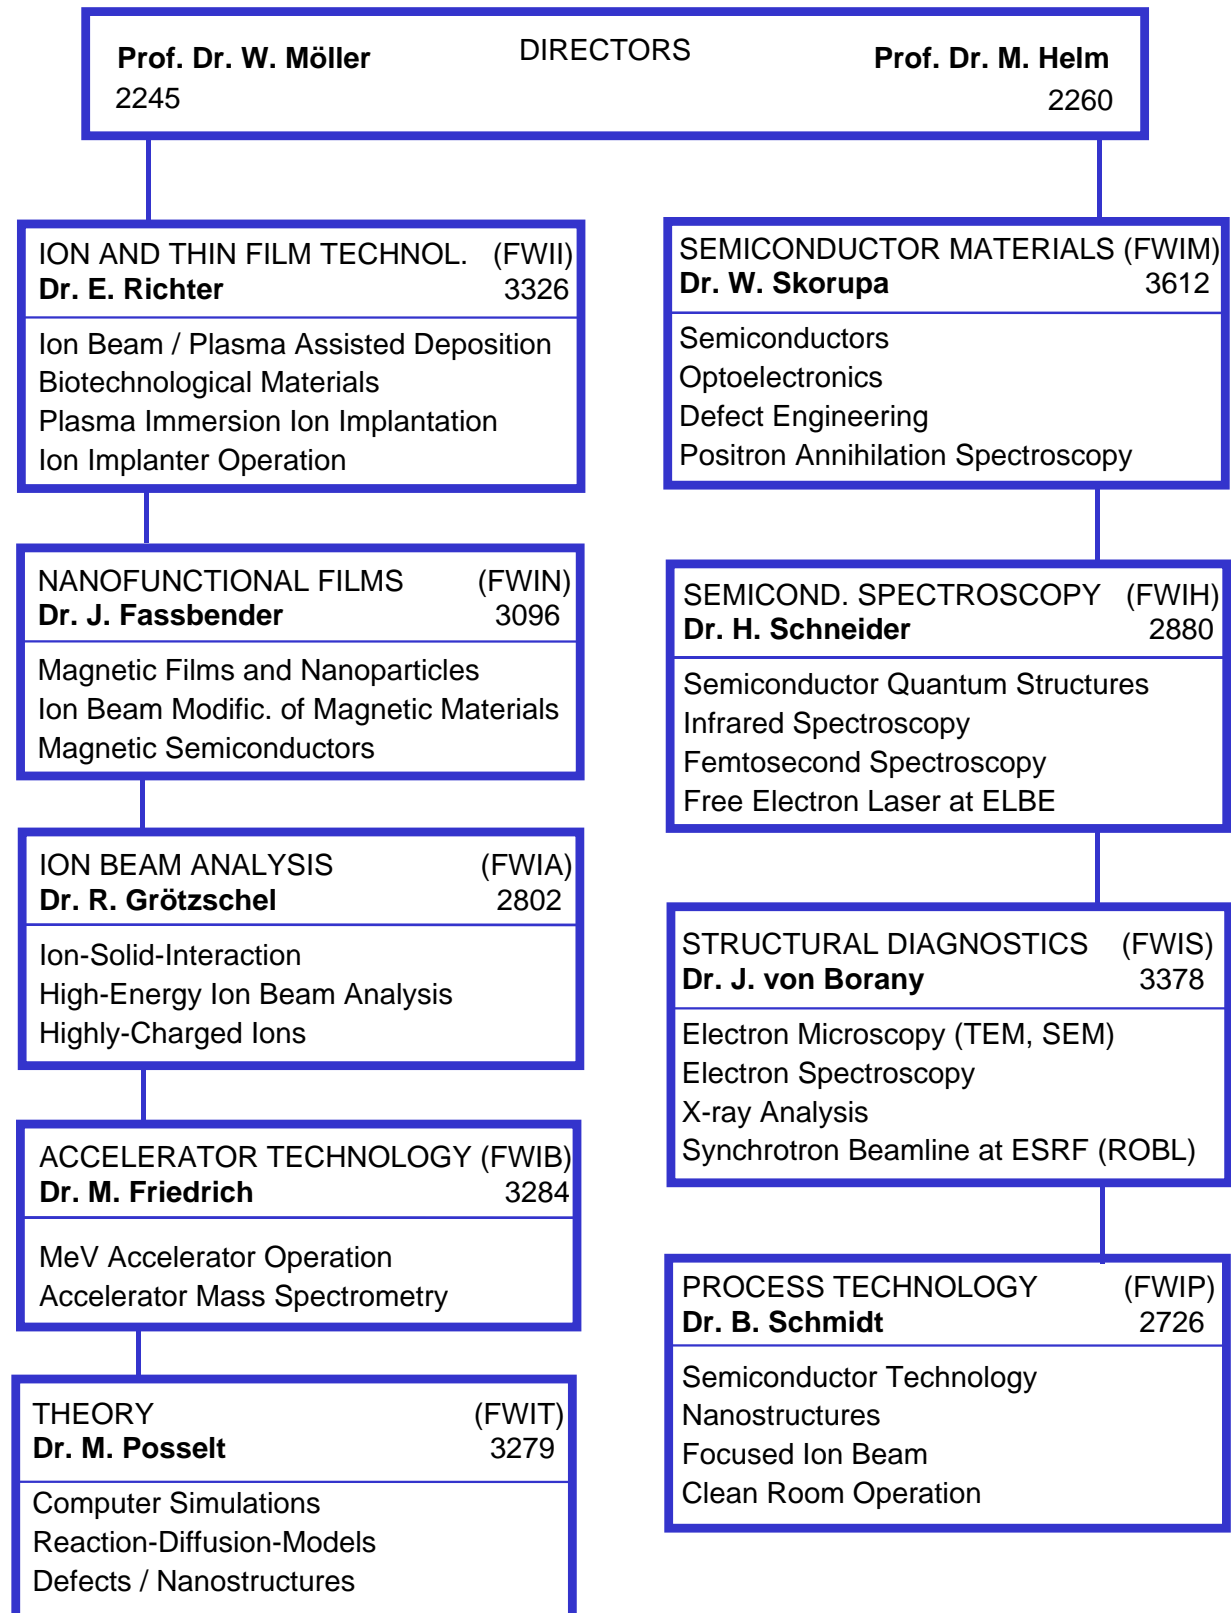 DIRECTORS
Prof. Dr. W. Möller
2245
Prof. Dr. M. Helm
2260
ION AND THIN FILM TECHNOL. (FWII)
Dr. E. Richter 3326
Ion Beam / Plasma Assisted Deposition
Biotechnological Materials
Plasma Immersion Ion Implantation
Ion Implanter Operation
NANOFUNCTIONAL FILMS (FWIN)
Dr. J. Fassbender 3096
Magnetic Films and Nanoparticles
Ion Beam Modific. of Magnetic Materials
Magnetic Semiconductors
ION BEAM ANALYSIS (FWIA)
Dr. R. Grötzschel 2802
Ion-Solid-Interaction
High-Energy Ion Beam Analysis
Highly-Charged Ions
ACCELERATOR TECHNOLOGY (FWIB)
Dr. M. Friedrich 3284
MeV Accelerator Operation
Accelerator Mass Spectrometry
THEORY (FWIT)
Dr. M. Posselt 3279
Computer Simulations
Reaction-Diffusion-Models
Defects / Nanostructures
SEMICONDUCTOR MATERIALS (FWIM)
Dr. W. Skorupa 3612
Semiconductors
Optoelectronics
Defect Engineering
Positron Annihilation Spectroscopy
SEMICOND. SPECTROSCOPY (FWIH)
Dr. H. Schneider 2880
Semiconductor Quantum Structures
Infrared Spectroscopy
Femtosecond Spectroscopy
Free Electron Laser at ELBE
STRUCTURAL DIAGNOSTICS (FWIS)
Dr. J. von Borany 3378
Electron Microscopy (TEM, SEM)
Electron Spectroscopy
X-ray Analysis
Synchrotron Beamline at ESRF (ROBL)
PROCESS TECHNOLOGY (FWIP)
Dr. B. Schmidt 2726
Semiconductor Technology
Nanostructures
Focused Ion Beam
Clean Room Operation